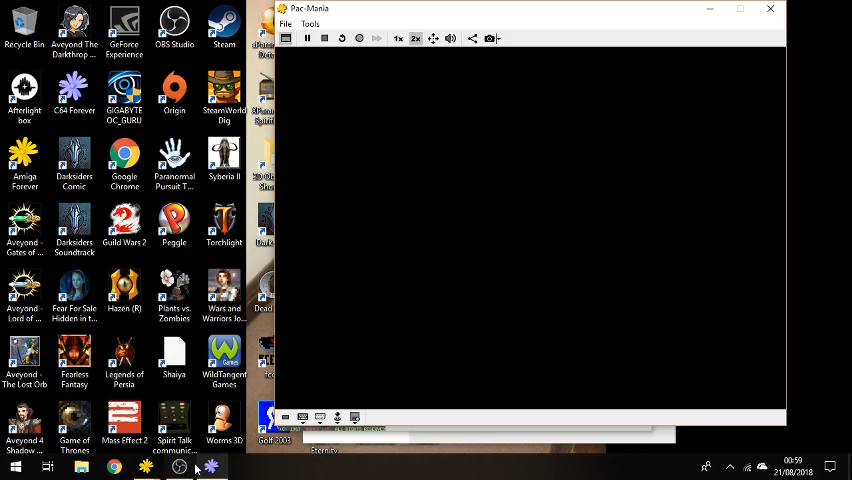 Pac-Mania
File Tools
1x 2x
Recycle Bin
Aveyond The
Darkthrop ...
GeForce
Experience
OBS Studio
Steam
Afterlight
box
C64 Forever
GIGABYTE
OC_GURU
Origin
SteamWorld
Dig
Amiga
Forever
Darksiders
Comic
Google
Chrome
Paranormal
Pursuit T...
Syberia II
Aveyond -
Gates of ...
Darksiders
Soundtrack
Guild Wars 2
Peggle
Torchlight
Aveyond -
Lord of ...
Fear For Sale
Hidden in t...
Hazen (R)
Plants vs.
Zombies
Wars and
Warriors Jo...
Aveyond -
The Lost Orb
Fearless
Fantasy
Legends of
Persia
Shaiya
WildTangent
Games
Aveyond 4
Shadow ...
Game of
Thrones
Mass Effect 2
Spirit Talk
communic...
Worms 3D
Golf 2003
Eternity
00:59
21/08/2018